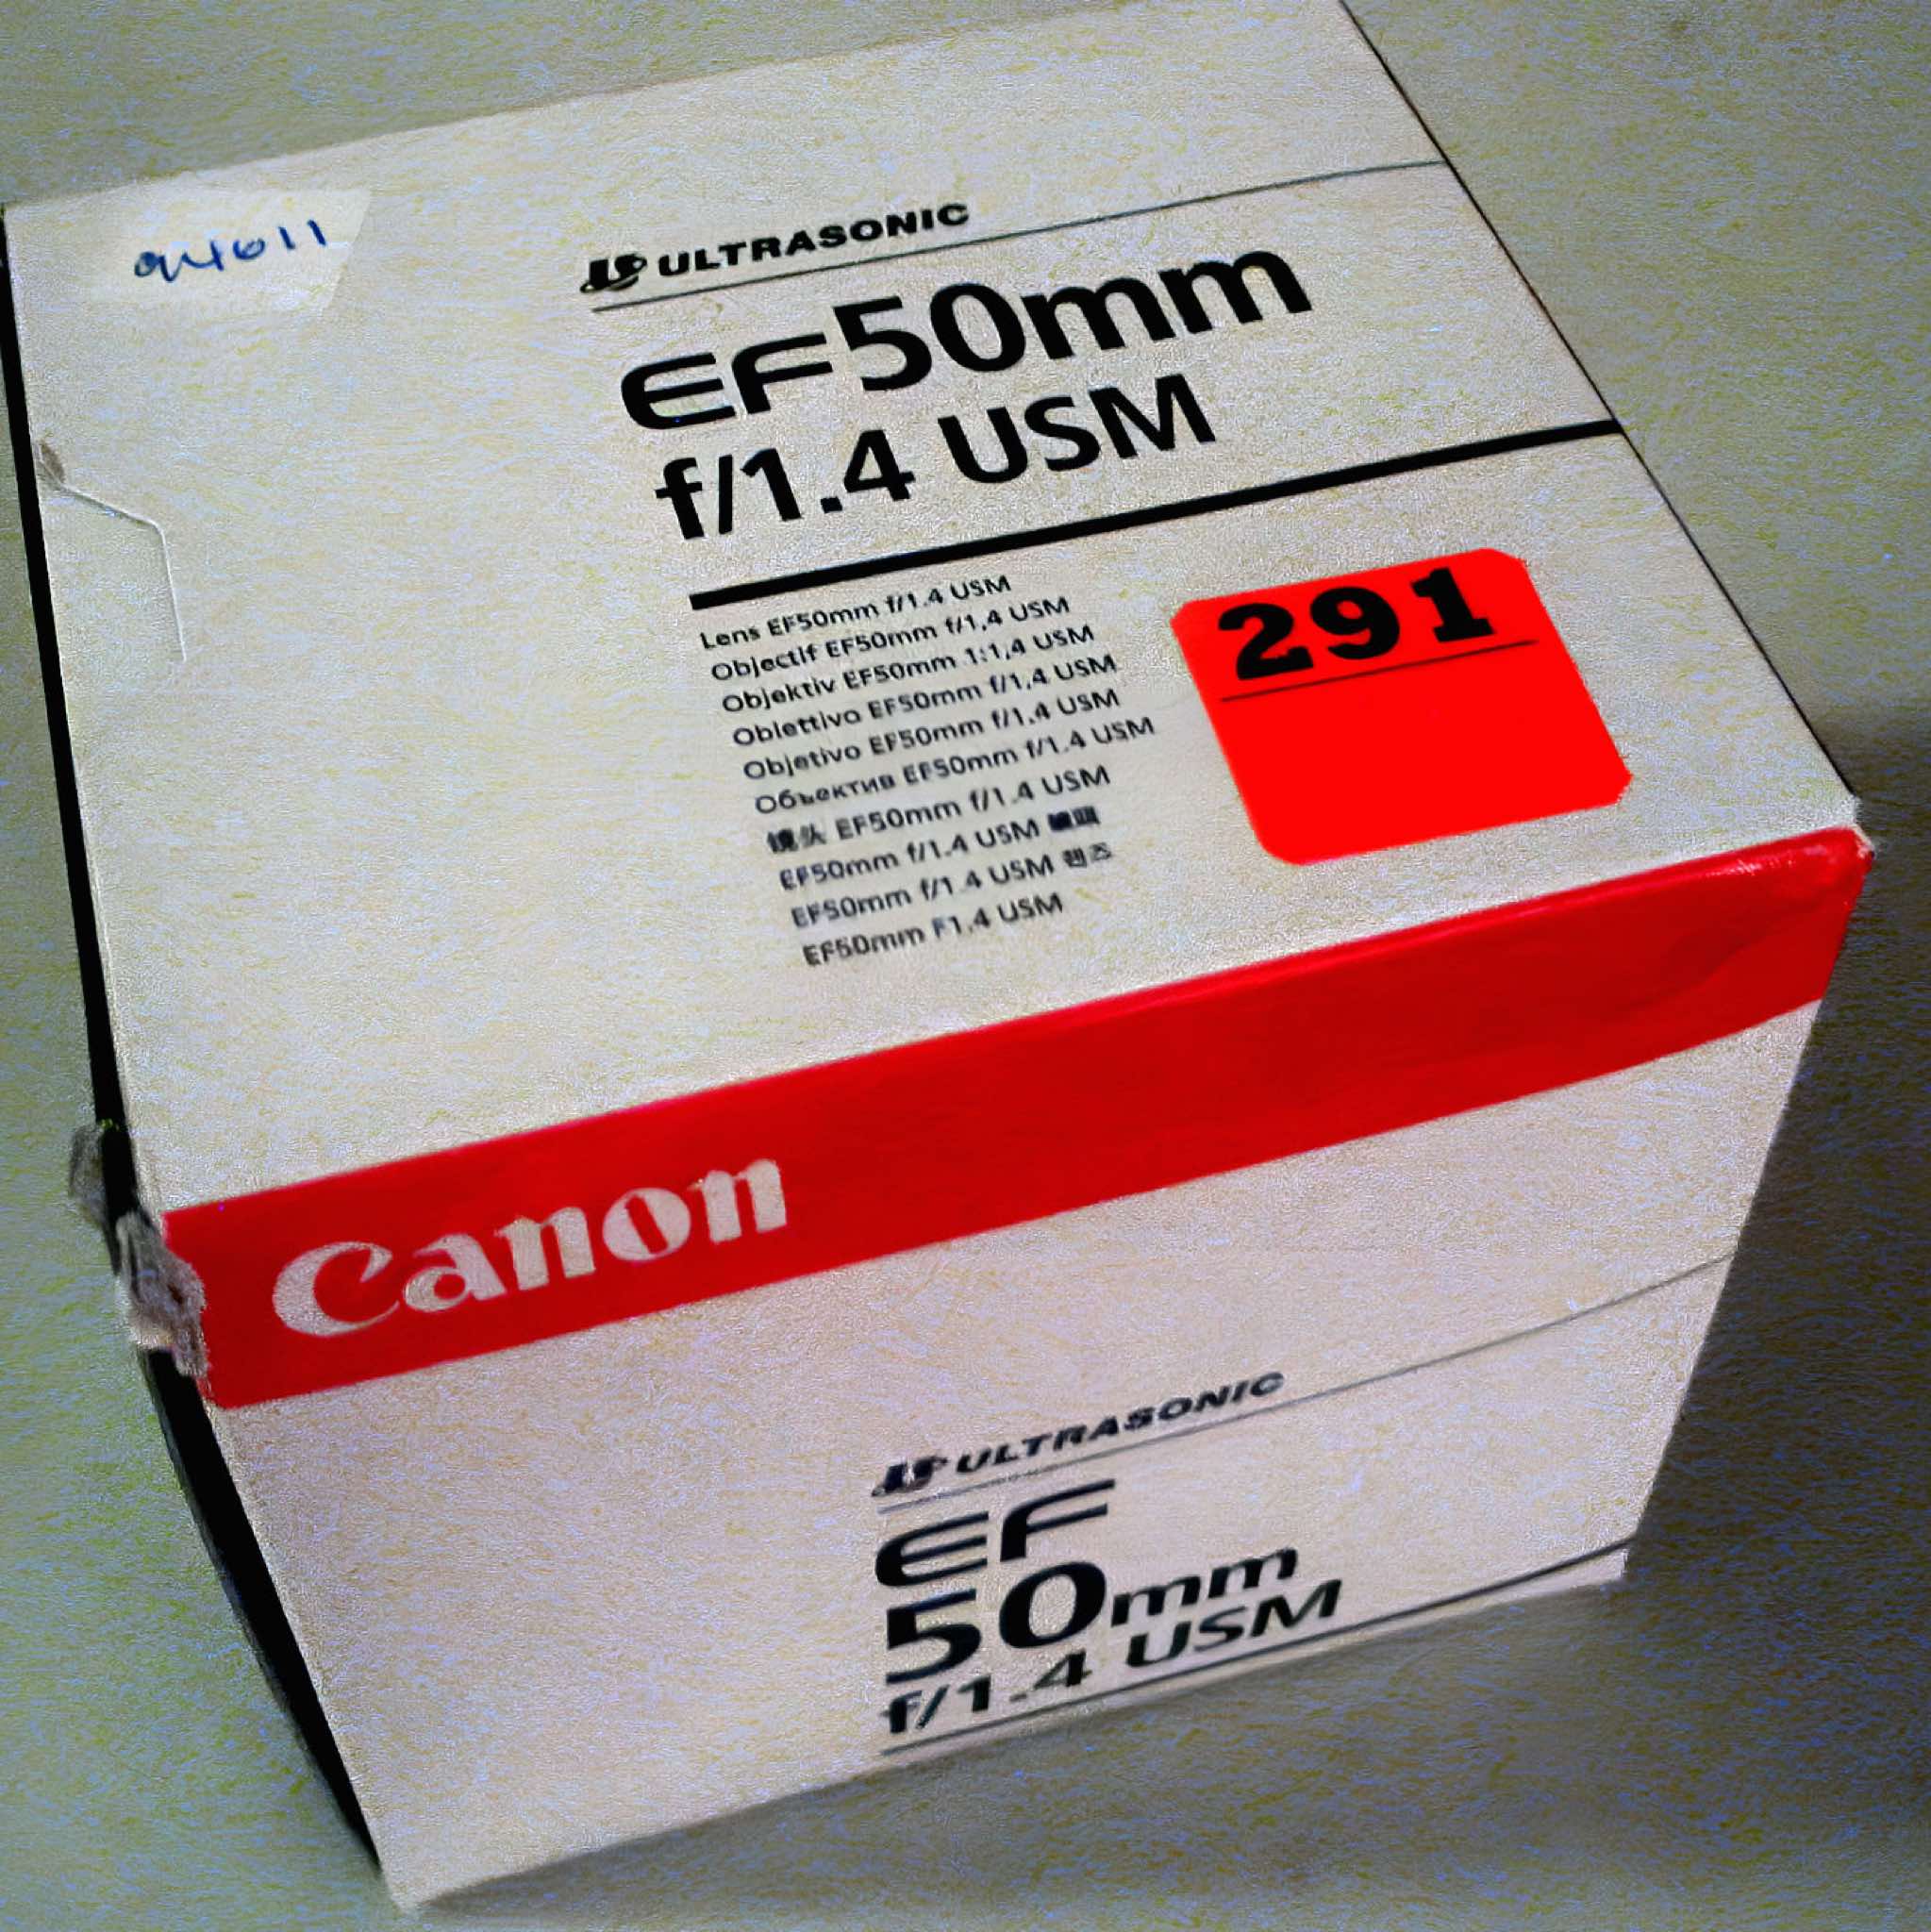 ULTRASONIC
EF50mm
f/1.4 USM
Lens EF50mm f/1.4 USM
Objectif EF50mm f/1,4 USM
Objektiv EF50mm 1:1,4 USM
Obiettivo EF50mm f/1,4 USM
Objetivo EF50mm f/1,4 USM
Объектив EF50mm f/1.4 USM
镜头 EF50mm f/1.4 USM
EF50mm f/1.4 USM
EF50mm f/1.4 USM 렌즈
EF50mm F1.4 USM
291
Canon
ULTRASONIC
EF
50mm
f/1.4 USM